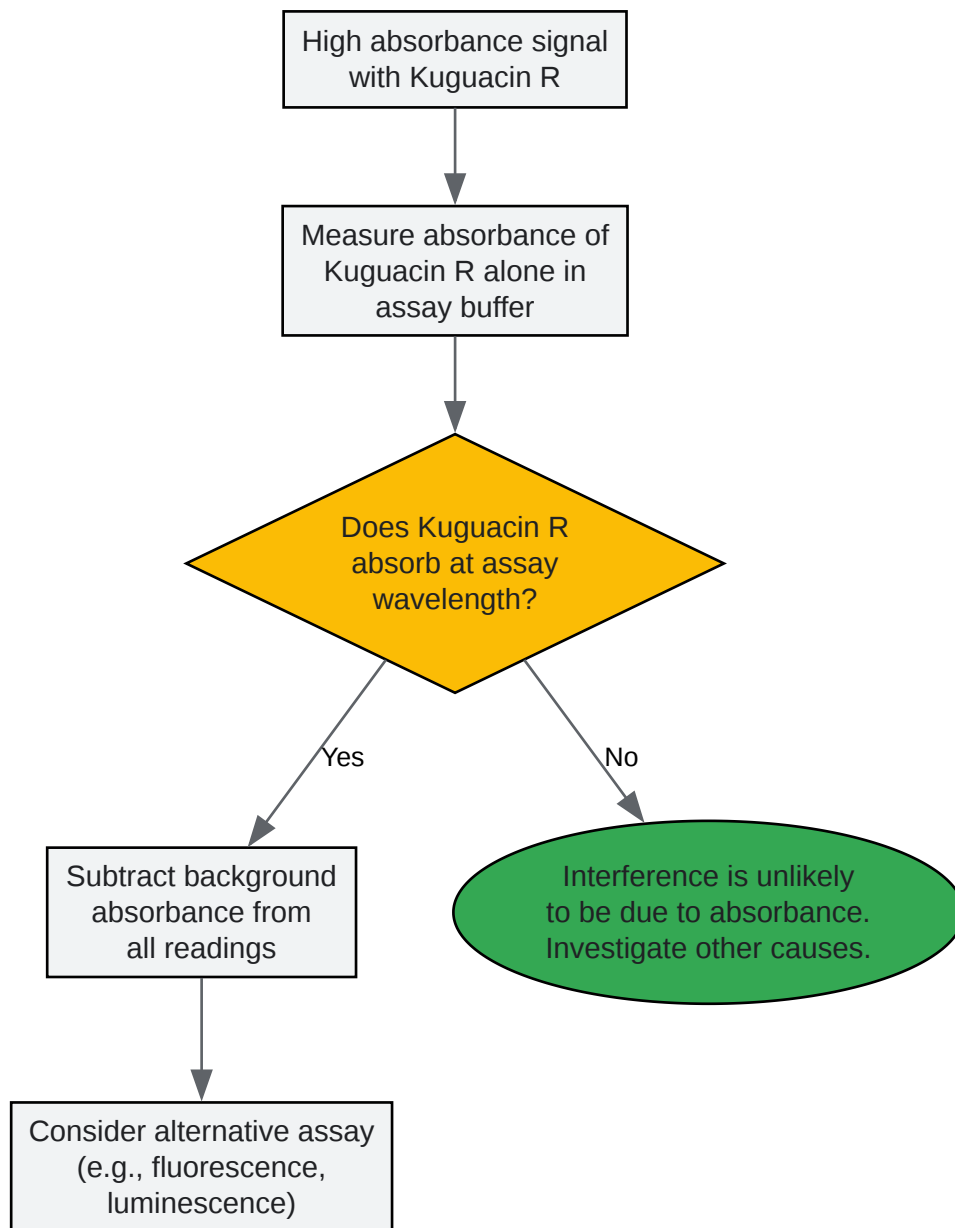 High absorbance signal
with Kuguacin R
Measure absorbance of
Kuguacin R alone in
assay buffer
Does Kuguacin R
absorb at assay
wavelength?
Yes
No
Subtract background
absorbance from
all readings
Interference is unlikely
to be due to absorbance.
Investigate other causes.
Consider alternative assay
(e.g., fluorescence,
luminescence)